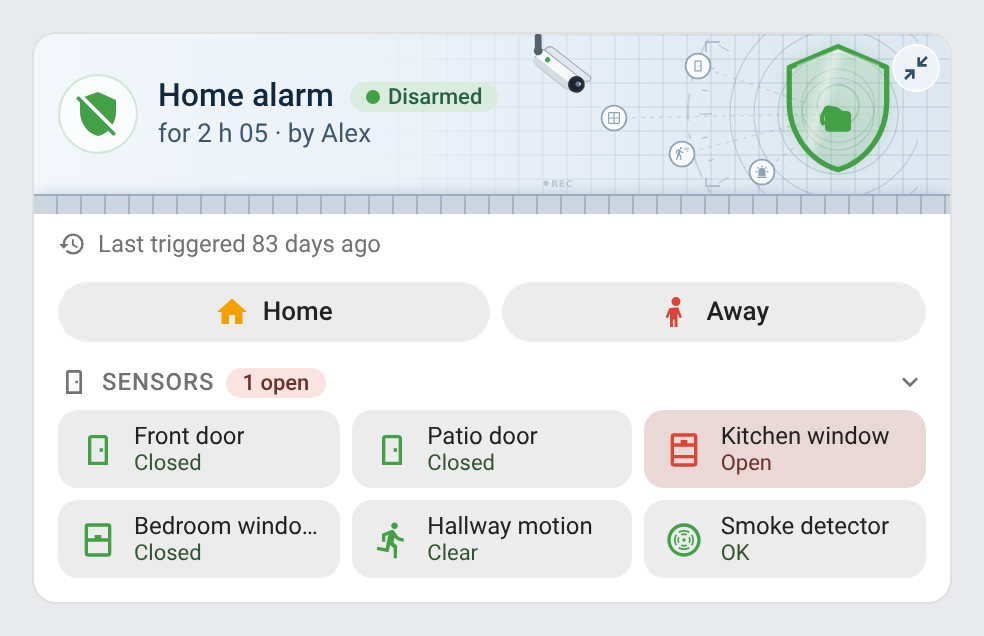 Home alarm
Disarmed
for 2 h 05 · by Alex
REC
Last triggered 83 days ago
Home
Away
SENSORS
1 open
Front door
Closed
Patio door
Closed
Kitchen window
Open
Bedroom windo...
Closed
Hallway motion
Clear
Smoke detector
OK